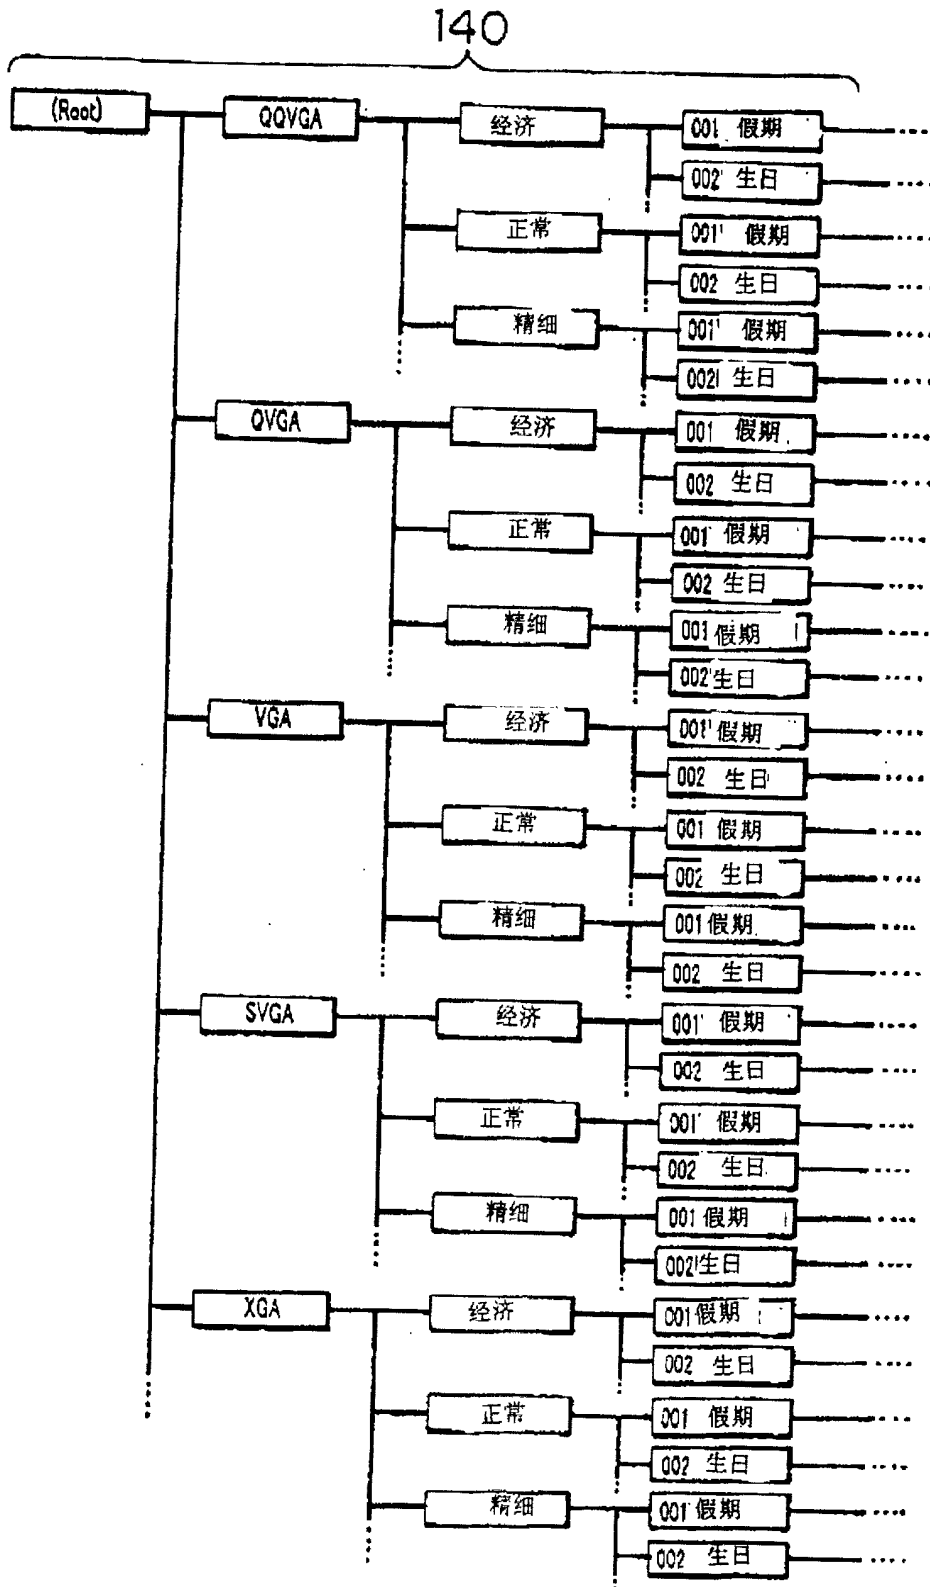 140
(Root) QQVGA 经济 001 假期
002 生日
正常 001 假期
002 生日
精细 001 假期
002 生日
QVGA 经济 001 假期
002 生日
正常 001 假期
002 生日
精细 001 假期
002 生日
VGA 经济 001 假期
002 生日
正常 001 假期
002 生日
精细 001 假期
002 生日
SVGA 经济 001 假期
002 生日
正常 001 假期
002 生日
精细 001 假期
002 生日
XGA 经济 001 假期
002 生日
正常 001 假期
002 生日
精细 001 假期
002 生日